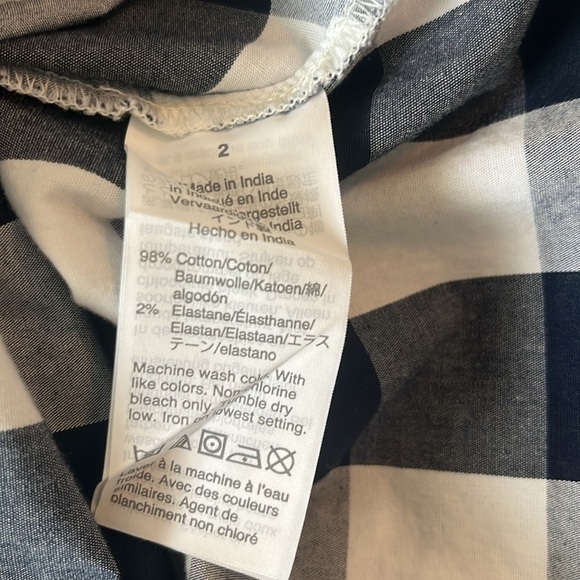 2
Made in India
en Inde
Hecho en India
98% Cotton/Coton/
Baumwolle/Katoen/綿/
algodón
2% Elastane/Élasthanne/
Elastan/Elastaan/エラス
テーン/elastano
Machine wash With
like colors. Non-chlorine
bleach only. Tumble dry
low. Iron on lowest setting.
Laver à la machine à l'eau
froide. Avec des couleurs
similaires. Agent de
blanchiment non chloré